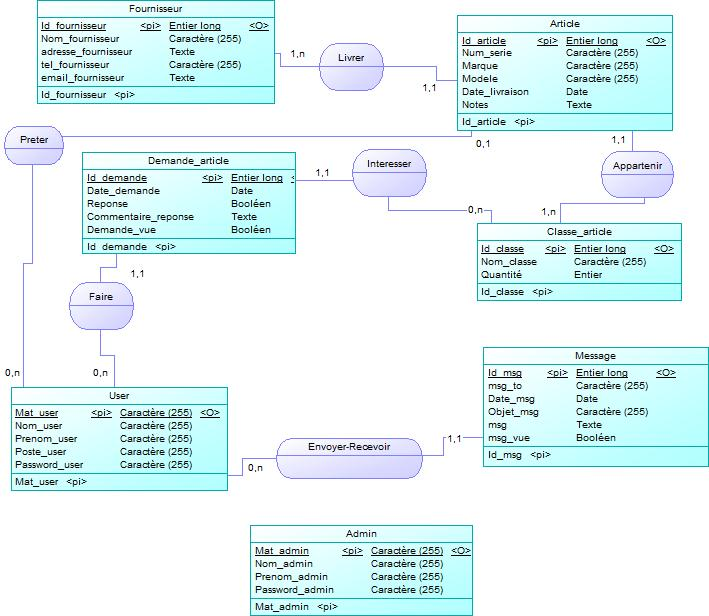 Fournisseur
Id_fournisseur <pi> Entier long <O>
Nom_fournisseur Caractère (255)
adresse_fournisseur Texte
tel_fournisseur Caractère (255)
email_fournisseur Texte
Id_fournisseur <pi>
1,n
Livrer
1,1
Article
Id_article <pi> Entier long <O>
Num_serie Caractère (255)
Marque Caractère (255)
Modele Caractère (255)
Date_livraison Date
Notes Texte
Id_article <pi>
Preter
0,1
1,1
Demande_article
Id_demande <pi> Entier long <
Date_demande Date
Reponse Booléen
Commentaire_reponse Texte
Demande_vue Booléen
Id_demande <pi>
1,1
Interesser
0,n
Appartenir
1,n
Classe_article
Id_classe <pi> Entier long <O>
Nom_classe Caractère (255)
Quantité Entier
Id_classe <pi>
1,1
Faire
0,n
0,n
User
Mat_user <pi> Caractère (255) <O>
Nom_user Caractère (255)
Prenom_user Caractère (255)
Poste_user Caractère (255)
Password_user Caractère (255)
Mat_user <pi>
0,n
Envoyer-Recevoir
1,1
Message
Id_msg <pi> Entier long <O>
msg_to Caractère (255)
Date_msg Date
Objet_msg Caractère (255)
msg Texte
msg_vue Booléen
Id_msg <pi>
Admin
Mat_admin <pi> Caractère (255) <O>
Nom_admin Caractère (255)
Prenom_admin Caractère (255)
Password_admin Caractère (255)
Mat_admin <pi>